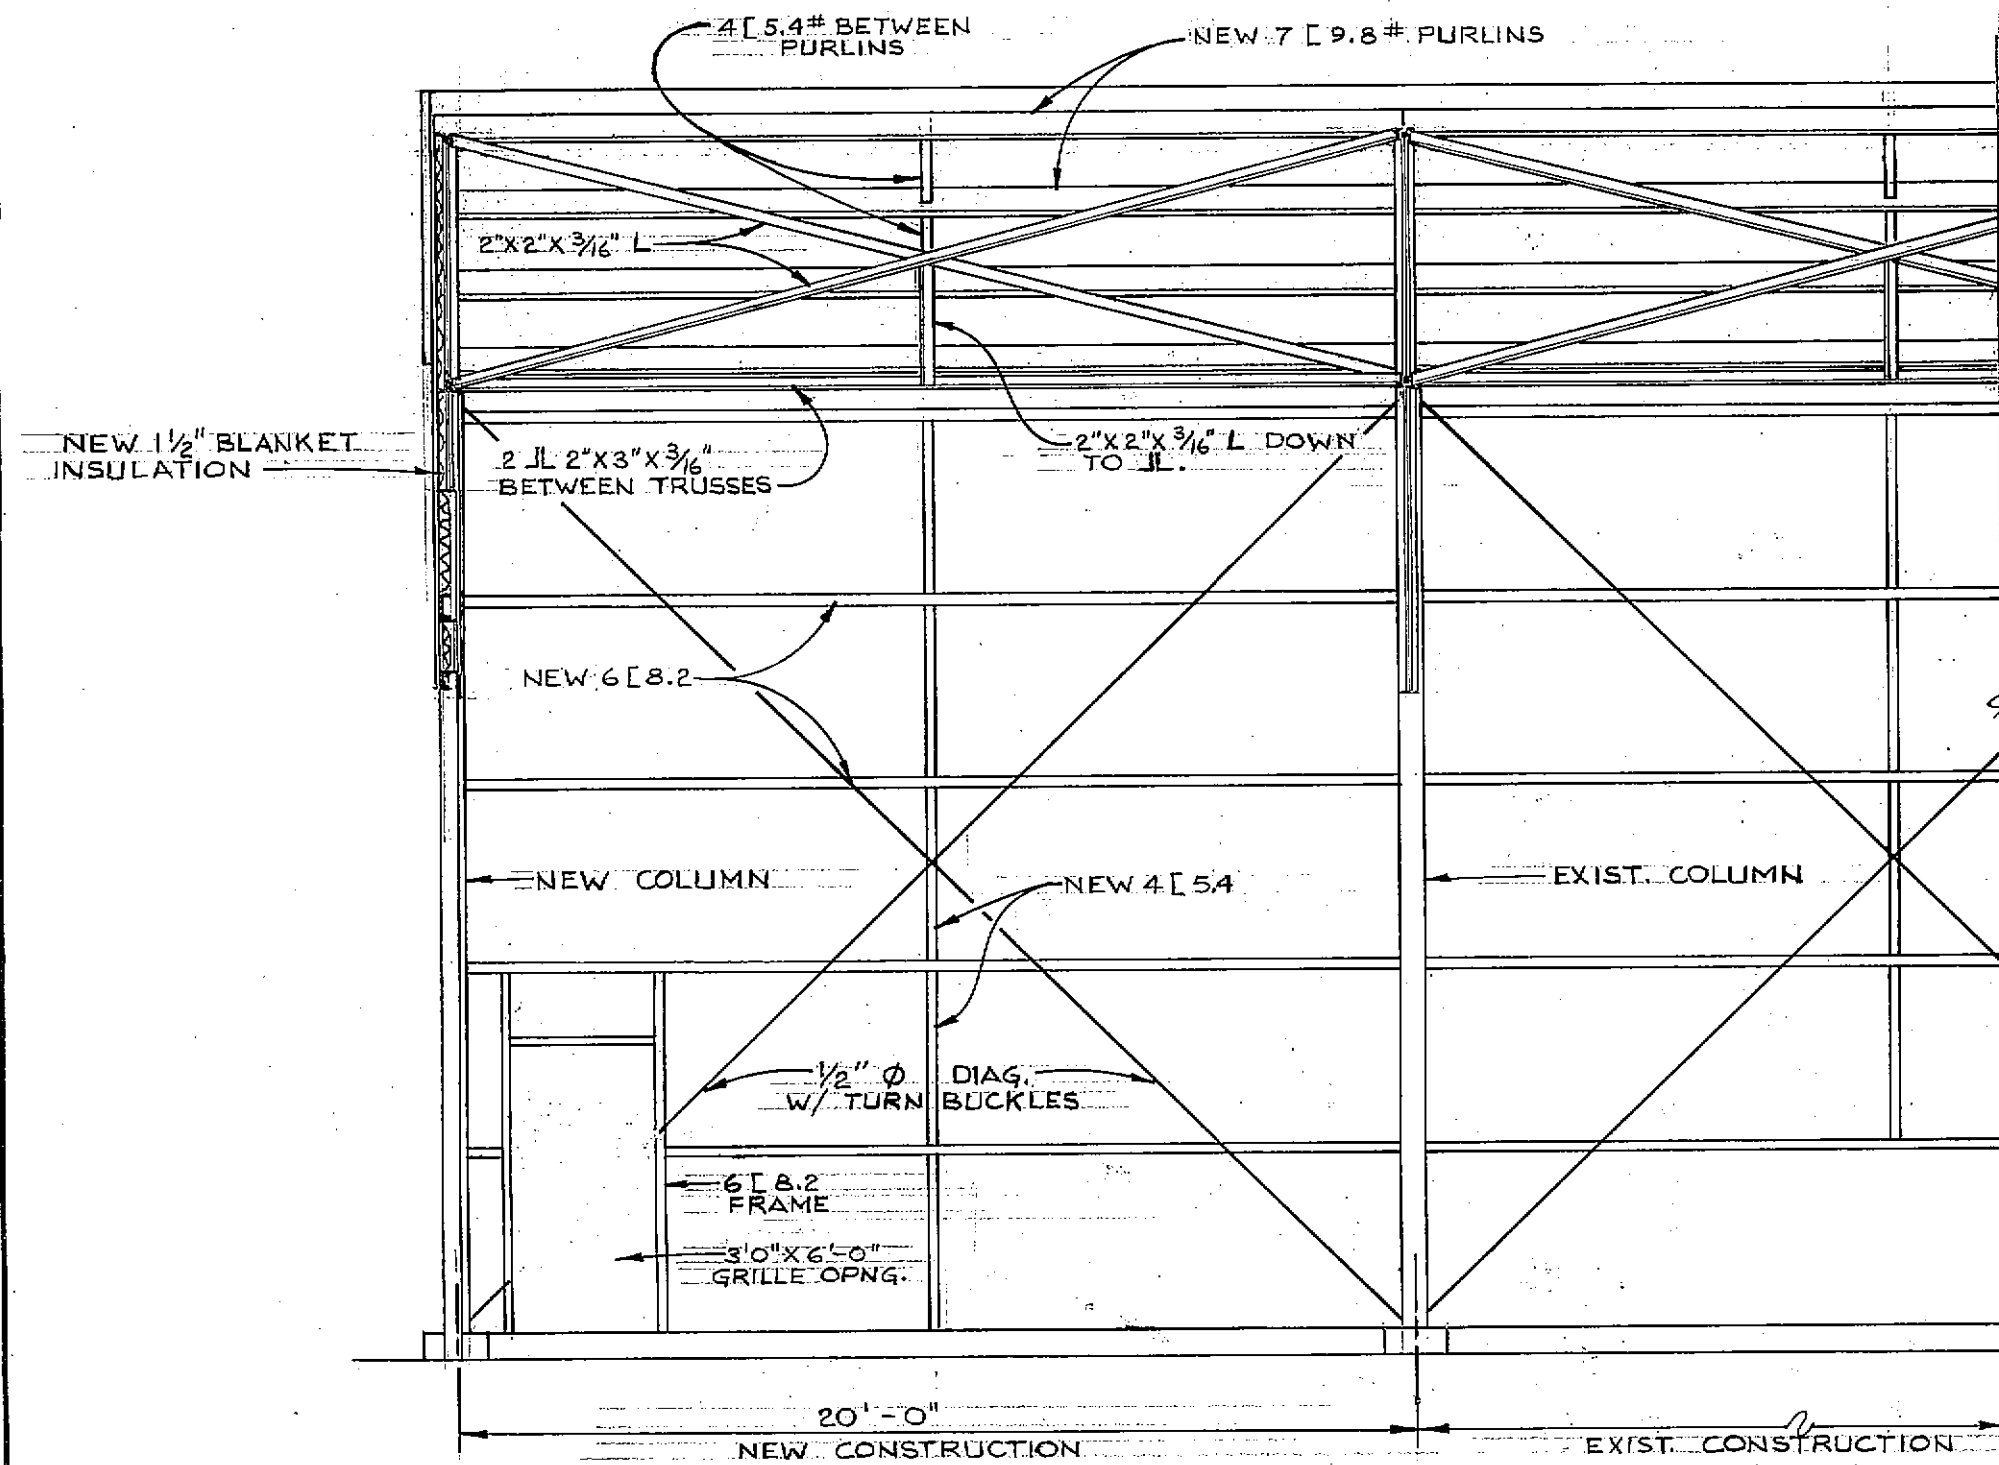 4 [ 5.4# BETWEEN
PURLINS
NEW 7 [ 9.8# PURLINS
2"X2"X3/16" L
NEW 1½" BLANKET
INSULATION
2 ⅃L 2"X3"X3/16"
BETWEEN TRUSSES
2"X2"X3/16" L DOWN
TO ⅃L.
NEW 6 [ 8.2
NEW COLUMN
NEW 4 [ 5.4
EXIST. COLUMN
1/2" Ø DIAG.
W/ TURN BUCKLES
6 [ 8.2
FRAME
3'0"X6'-0"
GRILLE OPNG.
20'-0"
NEW CONSTRUCTION
EXIST. CONSTRUCTION